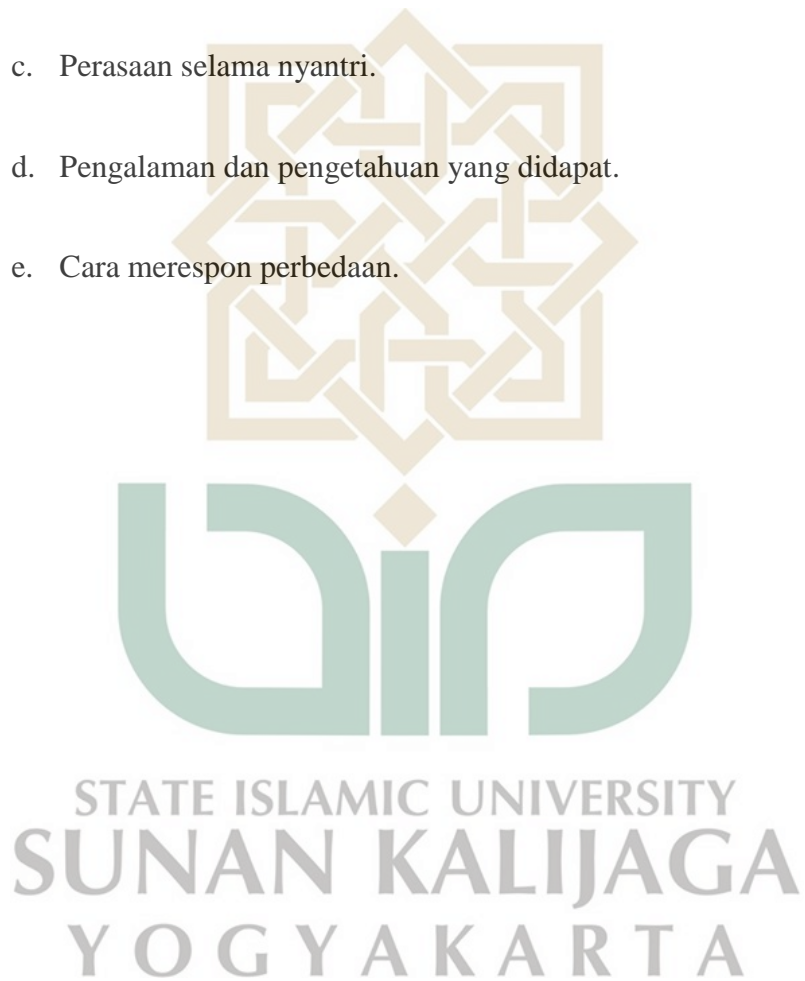 c. Perasaan selama nyantri.
d. Pengalaman dan pengetahuan yang didapat.
e. Cara merespon perbedaan.
STATE ISLAMIC UNIVERSITY
SUNAN KALIJAGA
YOGYAKARTA